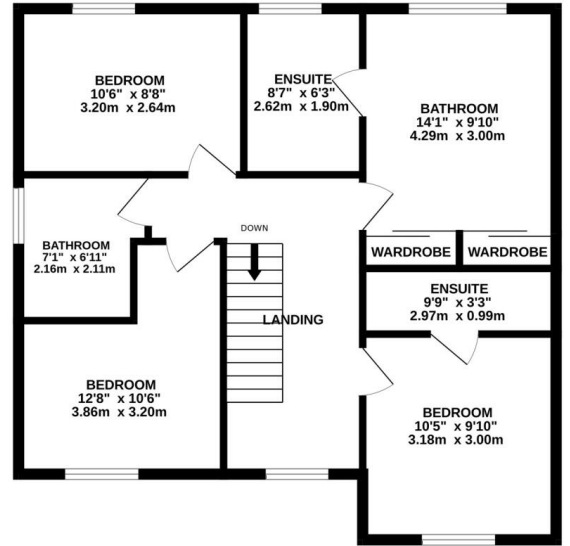 BEDROOM
10'6" x 8'8"
3.20m x 2.64m
ENSUITE
8'7" x 6'3"
2.62m x 1.90m
BATHROOM
14'1" x 9'10"
4.29m x 3.00m
BATHROOM
7'1" x 6'11"
2.16m x 2.11m
DOWN
WARDROBE
WARDROBE
ENSUITE
9'9" x 3'3"
2.97m x 0.99m
LANDING
BEDROOM
12'8" x 10'6"
3.86m x 3.20m
BEDROOM
10'5" x 9'10"
3.18m x 3.00m